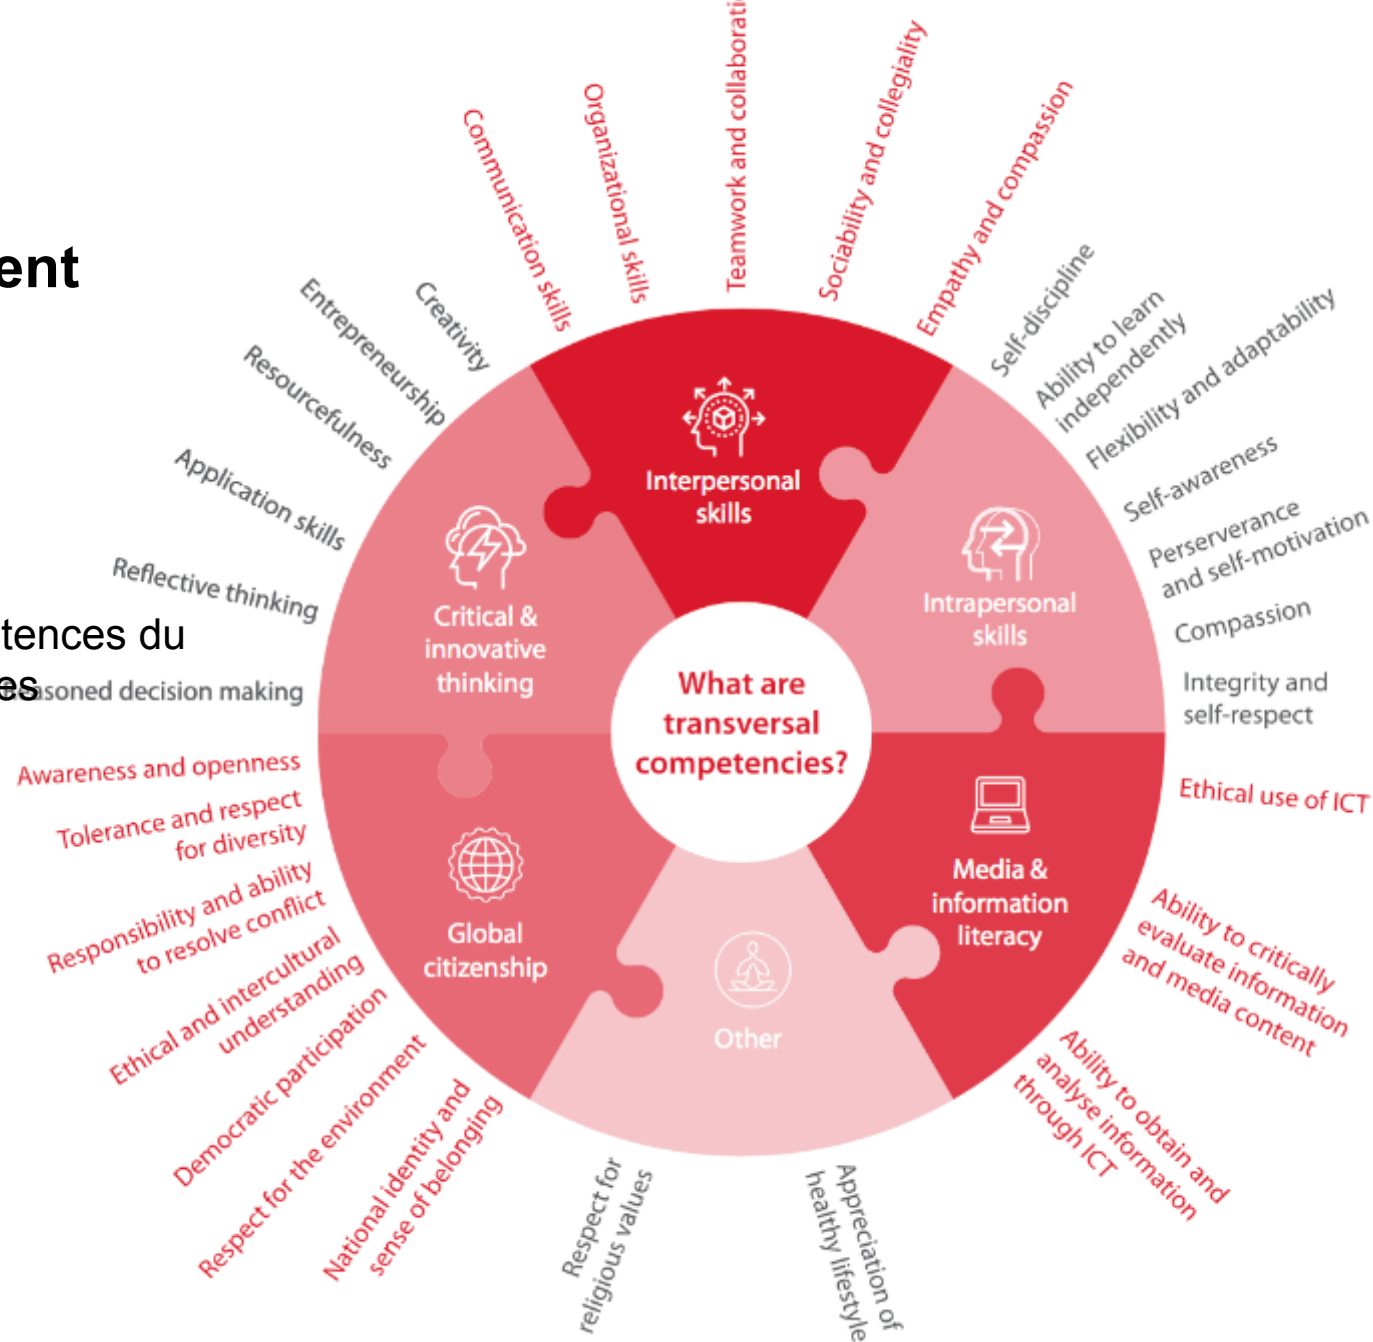 ent
tences du
es
What are
transversal
competencies?
Interpersonal
skills
Communication skills
Organizational skills
Teamwork and collaborati
Sociability and collegiality
Empathy and compassion
Intrapersonal
skills
Self-discipline
Ability to learn
independently
Flexibility and adaptability
Self-awareness
Perserverance
and self-motivation
Compassion
Integrity and
self-respect
Media &
information
literacy
Ethical use of ICT
Ability to critically
evaluate information
and media content
Ability to obtain and
analyse information
through ICT
Other
Appreciation of
healthy lifestyle
Respect for
religious values
Global
citizenship
National identity and
sense of belonging
Respect for the environment
Democratic participation
Ethical and intercultural
understanding
Responsibility and ability
to resolve conflict
Tolerance and respect
for diversity
Awareness and openness
Critical &
innovative
thinking
Reasoned decision making
Reflective thinking
Application skills
Resourcefulness
Entrepreneurship
Creativity